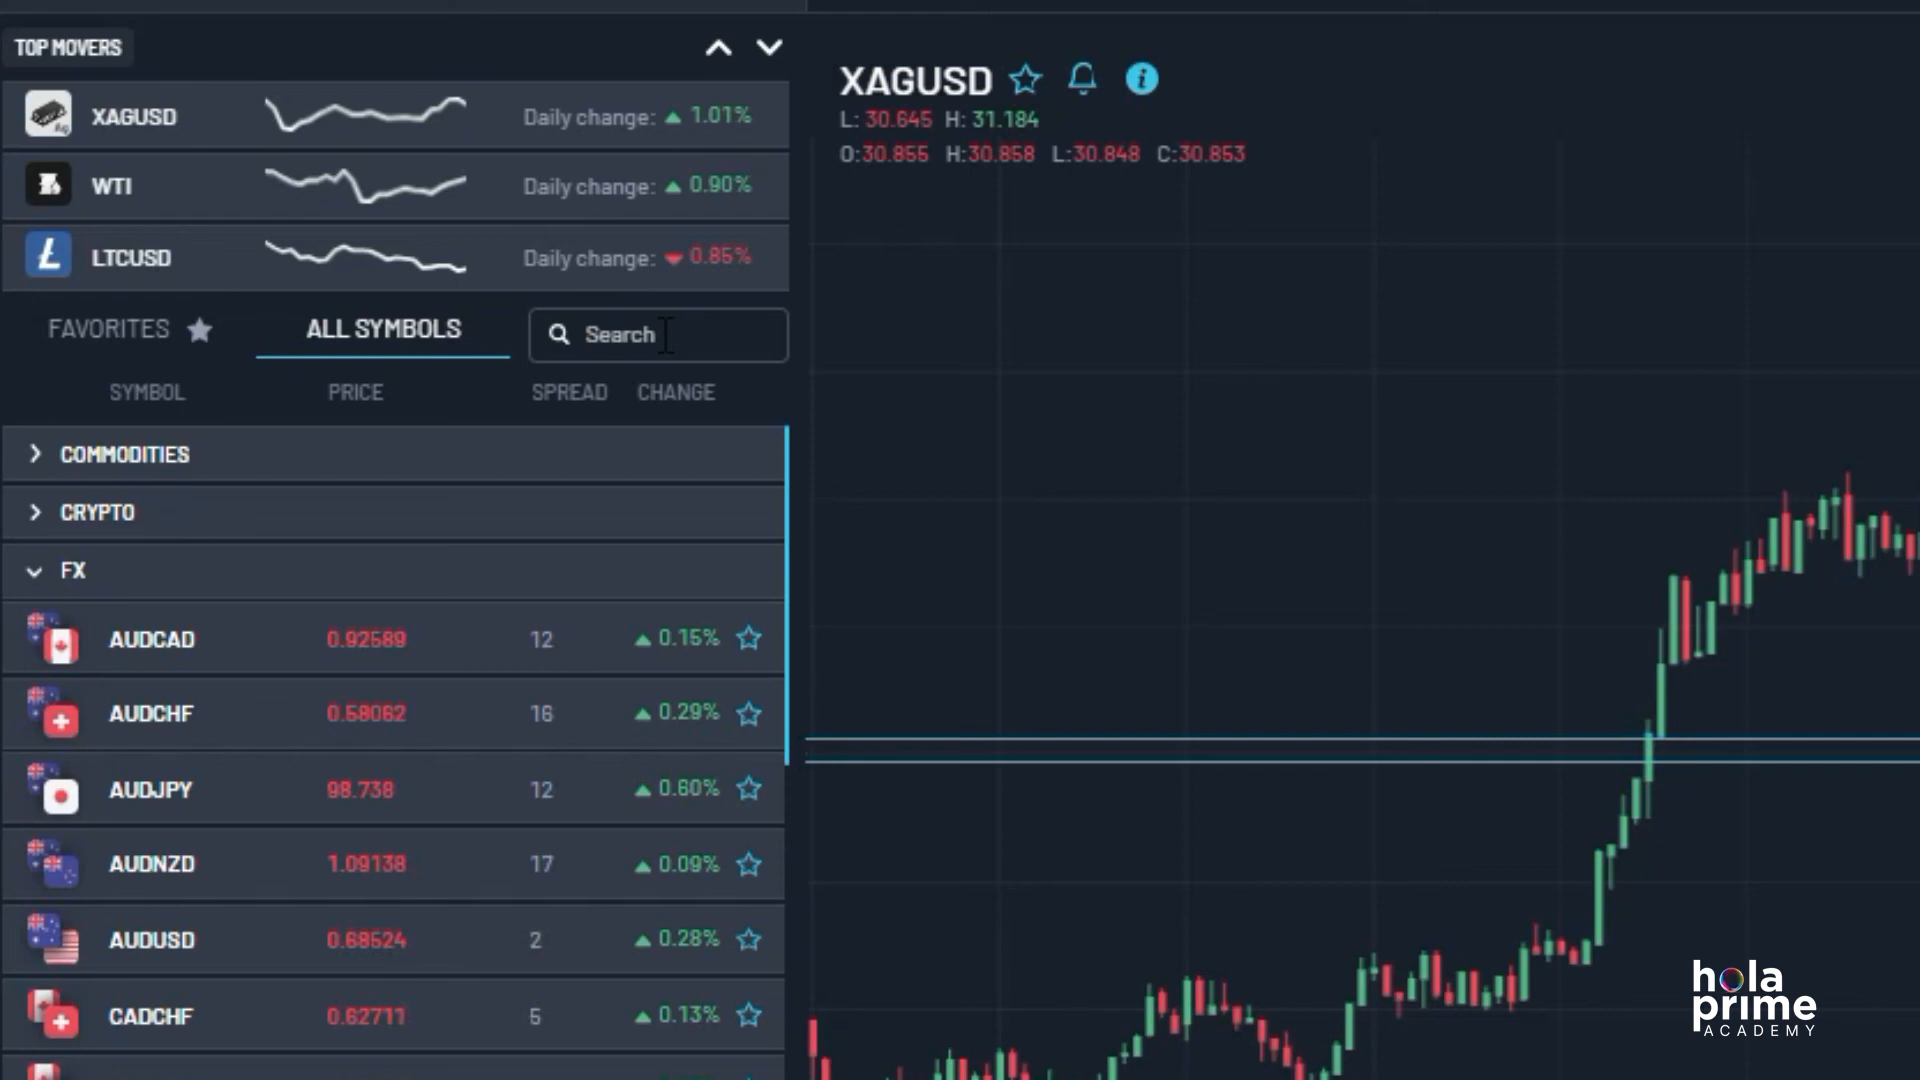 TOP MOVERS
XAGUSD Daily change: 1.01%
WTI Daily change: 0.90%
LTCUSD Daily change: 0.85%
FAVORITES ALL SYMBOLS Search
SYMBOL PRICE SPREAD CHANGE
COMMODITIES
CRYPTO
FX
AUDCAD 0.92589 12 0.15%
AUDCHF 0.58062 16 0.29%
AUDJPY 98.738 12 0.60%
AUDNZD 1.09138 17 0.09%
AUDUSD 0.68524 2 0.28%
CADCHF 0.62711 5 0.13%
XAGUSD
L: 30.645 H: 31.184
O:30.855 H:30.858 L:30.848 C:30.853
hola
prime
ACADEMY